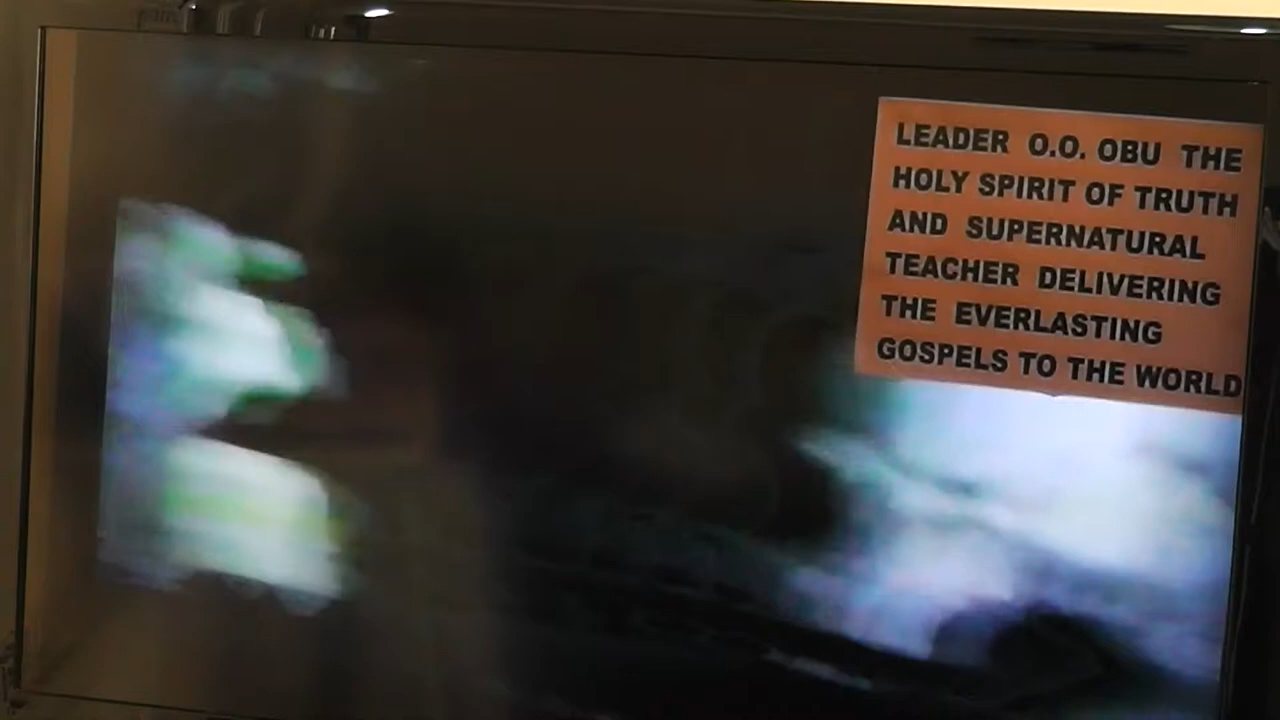 LEADER O.O. OBU THE
HOLY SPIRIT OF TRUTH
AND SUPERNATURAL
TEACHER DELIVERING
THE EVERLASTING
GOSPELS TO THE WORLD